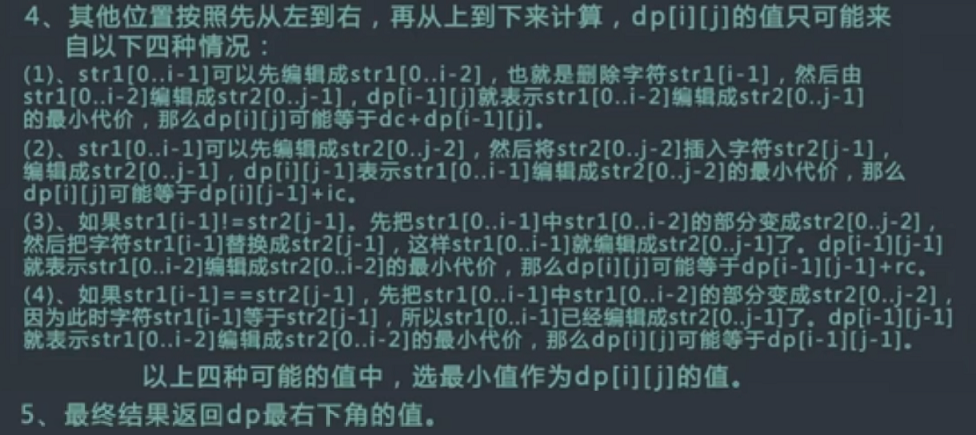 4、其他位置按照先从左到右，再从上到下来计算，dp[i][j]的值只可能来
自以下四种情况：
(1)、str1[0..i-1]可以先编辑成str1[0..i-2]，也就是删除字符str1[i-1]，然后由
str1[0..i-2]编辑成str2[0..j-1]，dp[i-1][j]就表示str1[0..i-2]编辑成str2[0..j-1]
的最小代价，那么dp[i][j]可能等于dc+dp[i-1][j]。
(2)、str1[0..i-1]可以先编辑成str2[0..j-2]，然后将str2[0..j-2]插入字符str2[j-1]，
编辑成str2[0..j-1]，dp[i][j-1]表示str1[0..i-1]编辑成str2[0..j-2]的最小代价，那么
dp[i][j]可能等于dp[i][j-1]+ic。
(3)、如果str1[i-1]!=str2[j-1]。先把str1[0..i-1]中str1[0..i-2]的部分变成str2[0..j-2]，
然后把字符str1[i-1]替换成str2[j-1]，这样str1[0..i-1]就编辑成str2[0..j-1]了。dp[i-1][j-1]
就表示str1[0..i-2]编辑成str2[0..i-2]的最小代价，那么dp[i][j]可能等于dp[i-1][j-1]+rc。
(4)、如果str1[i-1]==str2[j-1]，先把str1[0..i-1]中str1[0..i-2]的部分变成str2[0..j-2]，
因为此时字符str1[i-1]等于str2[j-1]，所以str1[0..i-1]已经编辑成str2[0..j-1]了。dp[i-1][j-1]
就表示str1[0..i-2]编辑成str2[0..i-2]的最小代价，那么dp[i][j]可能等于dp[i-1][j-1]。
以上四种可能的值中，选最小值作为dp[i][j]的值。
5、最终结果返回dp最右下角的值。